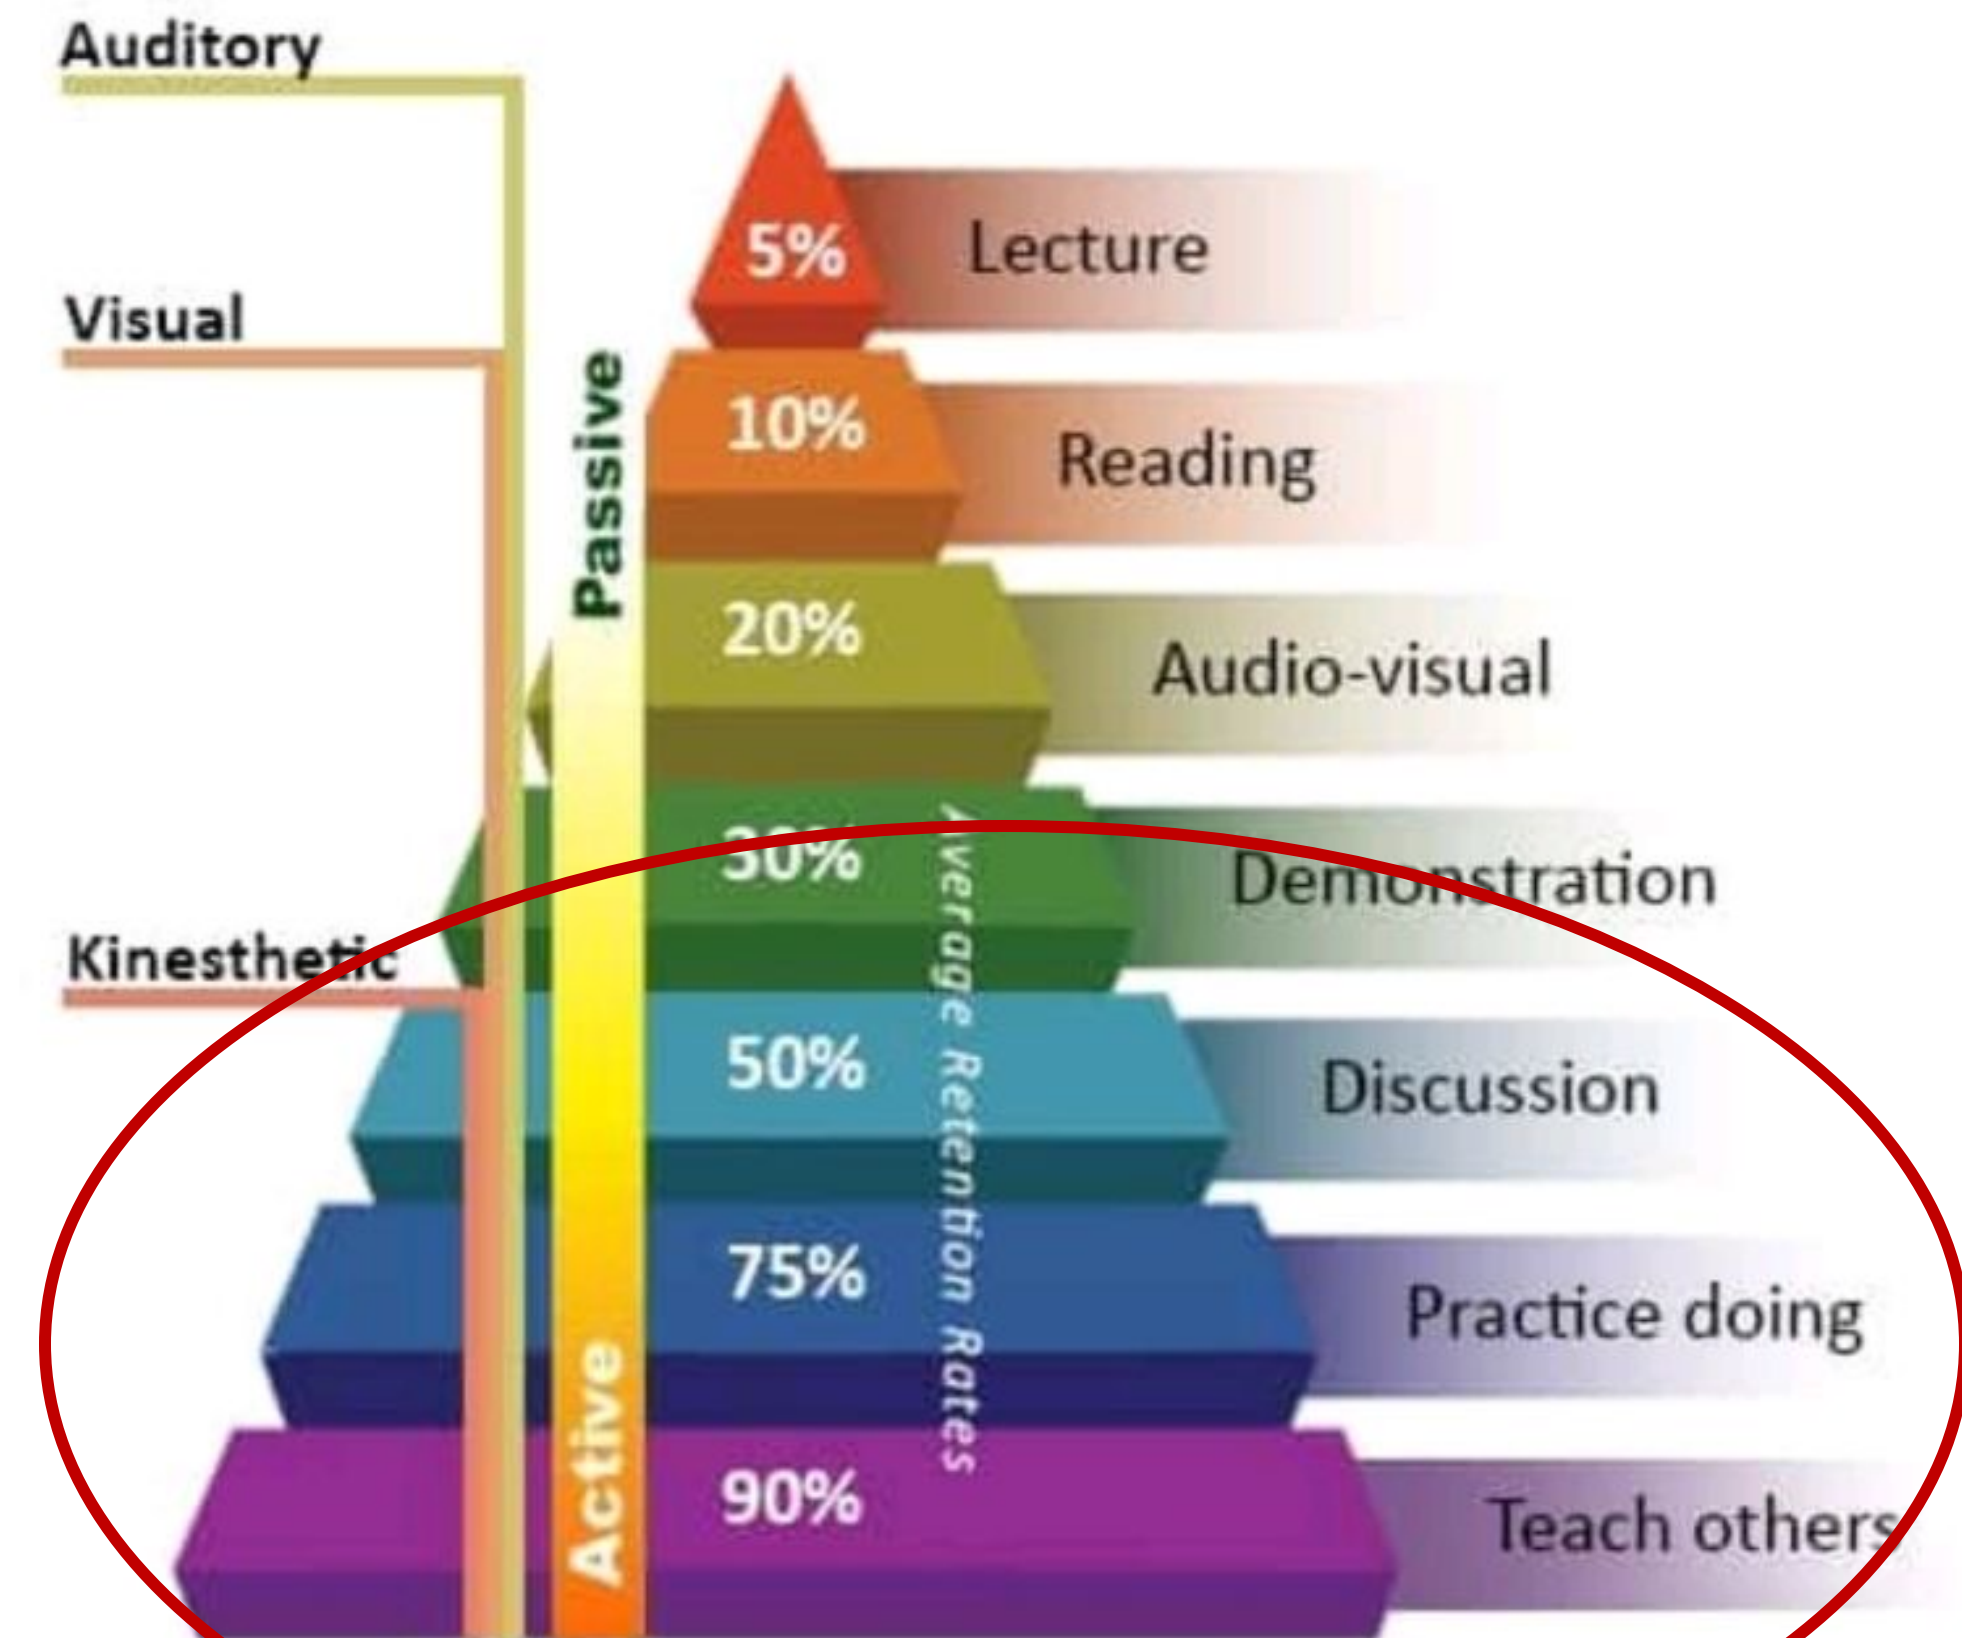 Auditory
5%
Lecture
Visual
Passive
10%
Reading
20%
Audio-visual
30%
Demonstration
Average Retention Rates
Kinesthetic
50%
Discussion
75%
Practice doing
Active
90%
Teach others